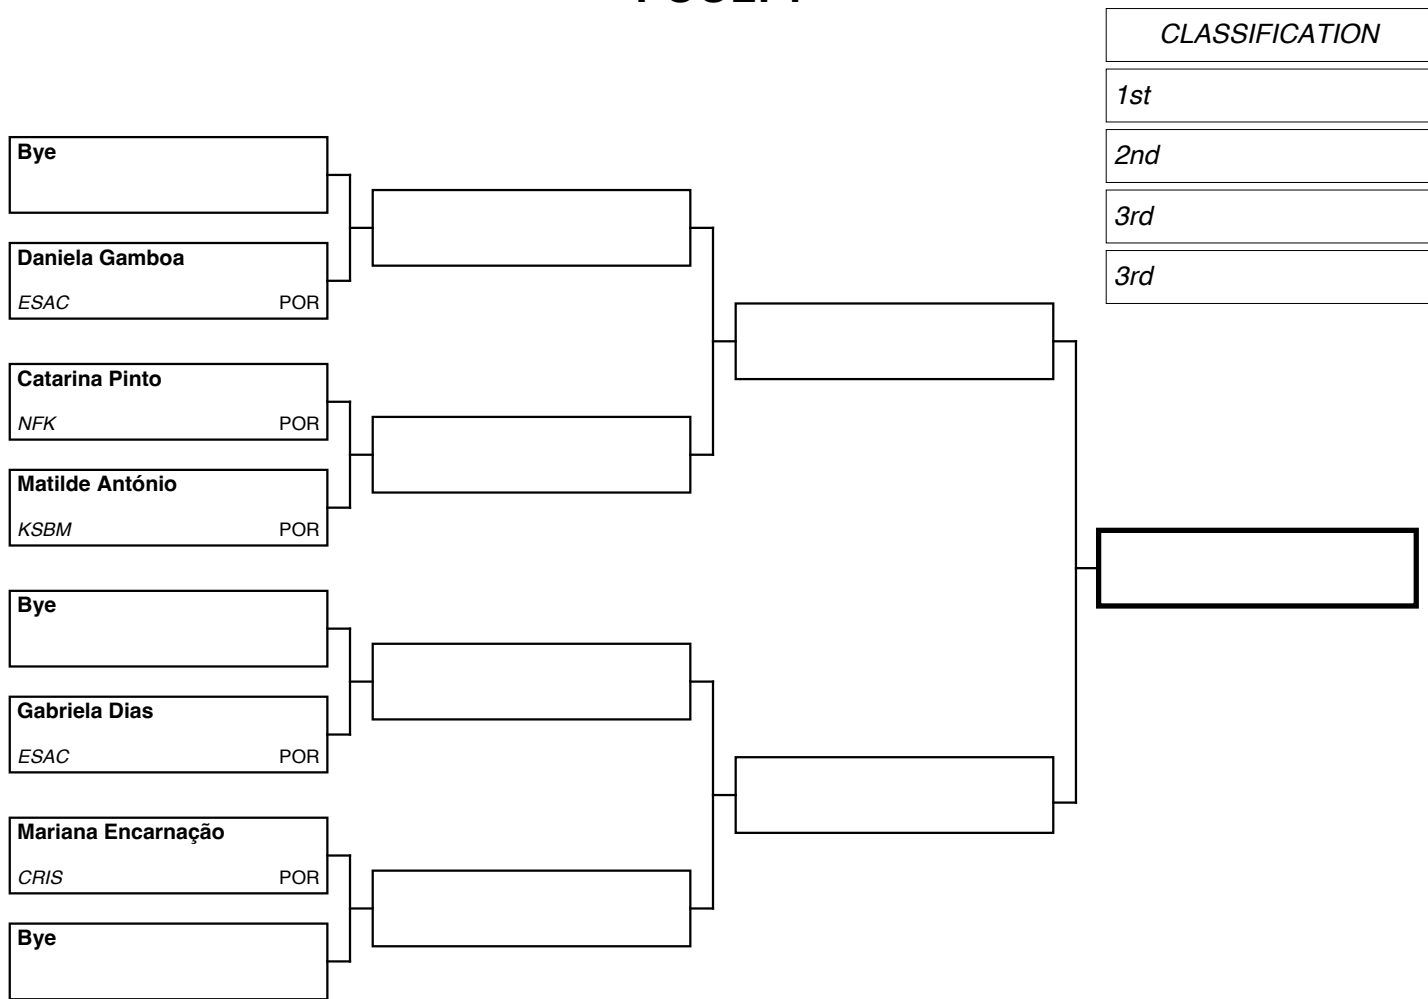 CLASSIFICATION
1st
2nd
3rd
3rd
Bye
Daniela Gamboa
ESAC POR
Catarina Pinto
NFK POR
Matilde António
KSBM POR
Bye
Gabriela Dias
ESAC POR
Mariana Encarnação
CRIS POR
Bye